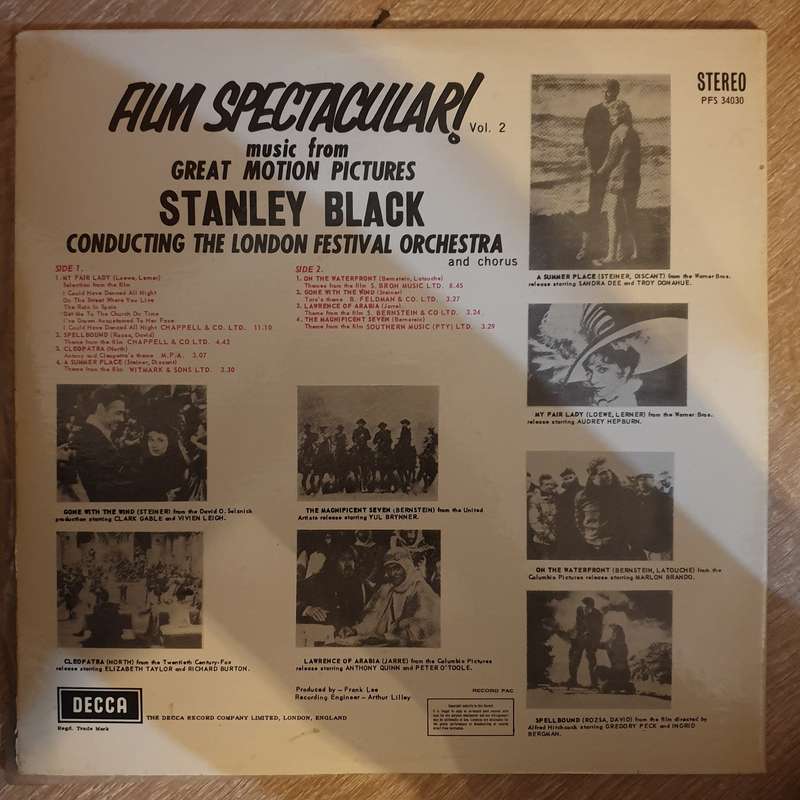 FILM SPECTACULAR! Vol. 2
music from
GREAT MOTION PICTURES
STANLEY BLACK
CONDUCTING THE LONDON FESTIVAL ORCHESTRA
and chorus
STEREO
PFS 34030
SIDE 1.
1. MY FAIR LADY (Loewe, Lerner)
Selection from the film
I Could Have Danced All Night
On The Street Where You Live
The Rain In Spain
Get Me To The Church On Time
I've Grown Accustomed To Her Face
I Could Have Danced All Night CHAPPELL & CO. LTD. 11.10
2. SPELLBOUND (Rozsa, David)
Theme from the film CHAPPELL & CO. LTD. 4.42
3. CLEOPATRA (North)
Antony and Cleopatra's theme M.P.A. 3.07
4. A SUMMER PLACE (Steiner, Discant)
Theme from the film WITMARK & SONS LTD. 3.30
SIDE 2.
1. ON THE WATERFRONT (Bernstein, Latouche)
Themes from the film S. BRON MUSIC LTD. 8.45
2. GONE WITH THE WIND (Steiner)
Tara's theme B. FELDMAN & CO LTD. 3.27
3. LAWRENCE OF ARABIA (Jarre)
Theme from the film S. BERNSTEIN & CO LTD. 3.24
4. THE MAGNIFICENT SEVEN (Bernstein)
Theme from the film SOUTHERN MUSIC (PTY) LTD. 3.29
A SUMMER PLACE (STEINER, DISCANT) from the Warner Bros.
release starring SANDRA DEE and TROY DONAHUE.
MY FAIR LADY (LOEWE, LERNER) from the Warner Bros.
release starring AUDREY HEPBURN.
GONE WITH THE WIND (STEINER) from the David O. Selznick
production starring CLARK GABLE and VIVIEN LEIGH.
THE MAGNIFICENT SEVEN (BERNSTEIN) from the United
Artists release starring YUL BRYNNER.
ON THE WATERFRONT (BERNSTEIN, LATOUCHE) from the
Columbia Pictures release starring MARLON BRANDO.
CLEOPATRA (NORTH) from the Twentieth Century-Fox
release starring ELIZABETH TAYLOR and RICHARD BURTON.
LAWRENCE OF ARABIA (JARRE) from the Columbia Pictures
release starring ANTHONY QUINN and PETER O'TOOLE.
SPELLBOUND (ROZSA, DAVID) from the film directed by
Alfred Hitchcock starring GREGORY PECK and INGRID
BERGMAN.
DECCA
Regd. Trade Mark
THE DECCA RECORD COMPANY LIMITED, LONDON, ENGLAND
Produced by – Frank Lee
Recording Engineer – Arthur Lilley
RECORD PAC